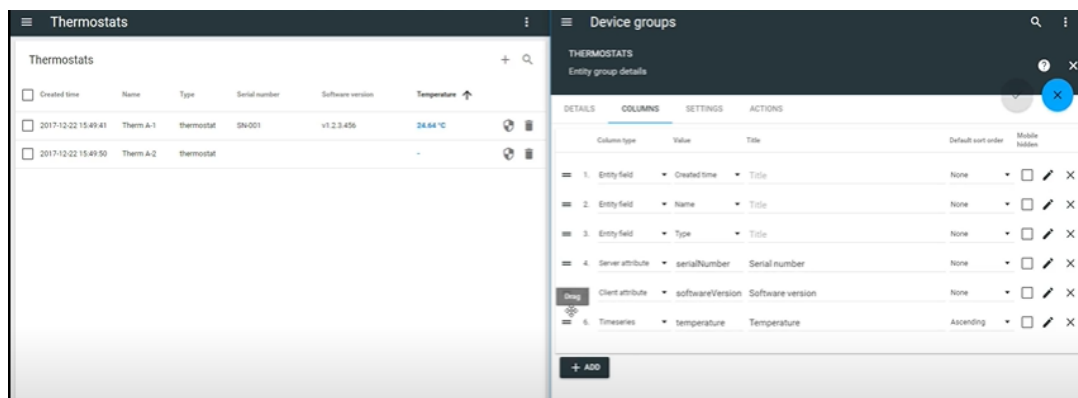 Thermostats
Thermostats
Created time Name Type Serial number Software version Temperature
2017-12-22 15:49:41 Therm A-1 thermostat SN-001 v1.2.3.456 24.64 °C
2017-12-22 15:49:50 Therm A-2 thermostat -
Device groups
THERMOSTATS
Entity group details
DETAILS COLUMNS SETTINGS ACTIONS
Column type Value Title Default sort order Mobile hidden
1. Entity field Created time Title None
2. Entity field Name Title None
3. Entity field Type Title None
4. Server attribute serialNumber Serial number None
Drag Client attribute softwareVersion Software version None
6. Timeseries temperature Temperature Ascending
+ ADD